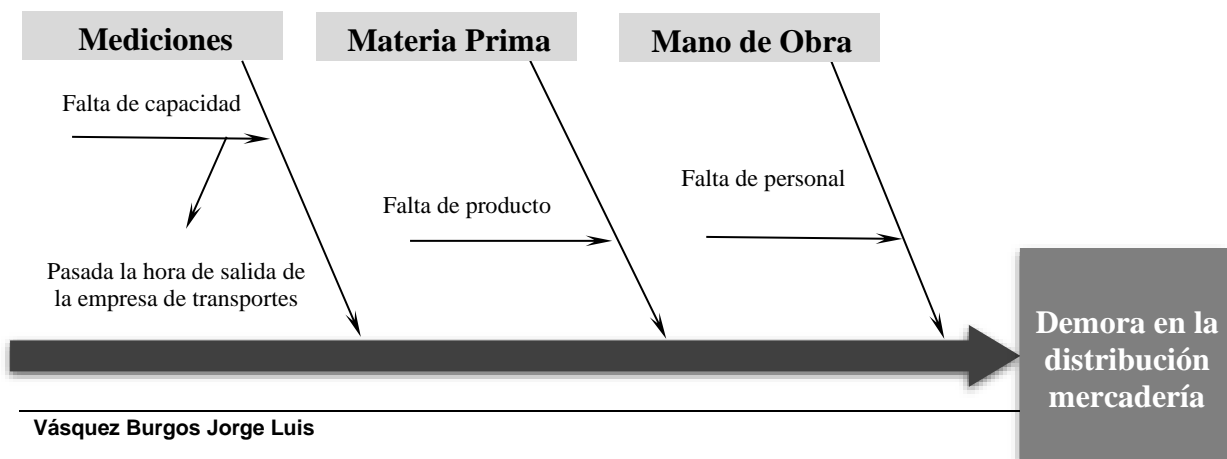 Mediciones
Materia Prima
Mano de Obra
Falta de capacidad
Falta de personal
Falta de producto
Pasada la hora de salida de
la empresa de transportes
Demora en la
distribución
mercadería
Vásquez Burgos Jorge Luis